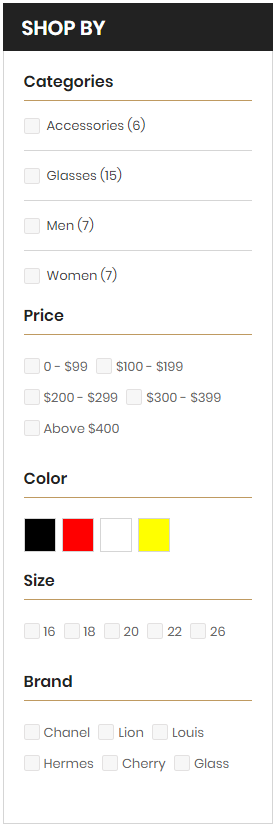 SHOP BY
Categories
Accessories (6)
Glasses (15)
Men (7)
Women (7)
Price
0 - $99 $100 - $199
$200 - $299 $300 - $399
Above $400
Color
Size
16 18 20 22 26
Brand
Chanel Lion Louis
Hermes Cherry Glass